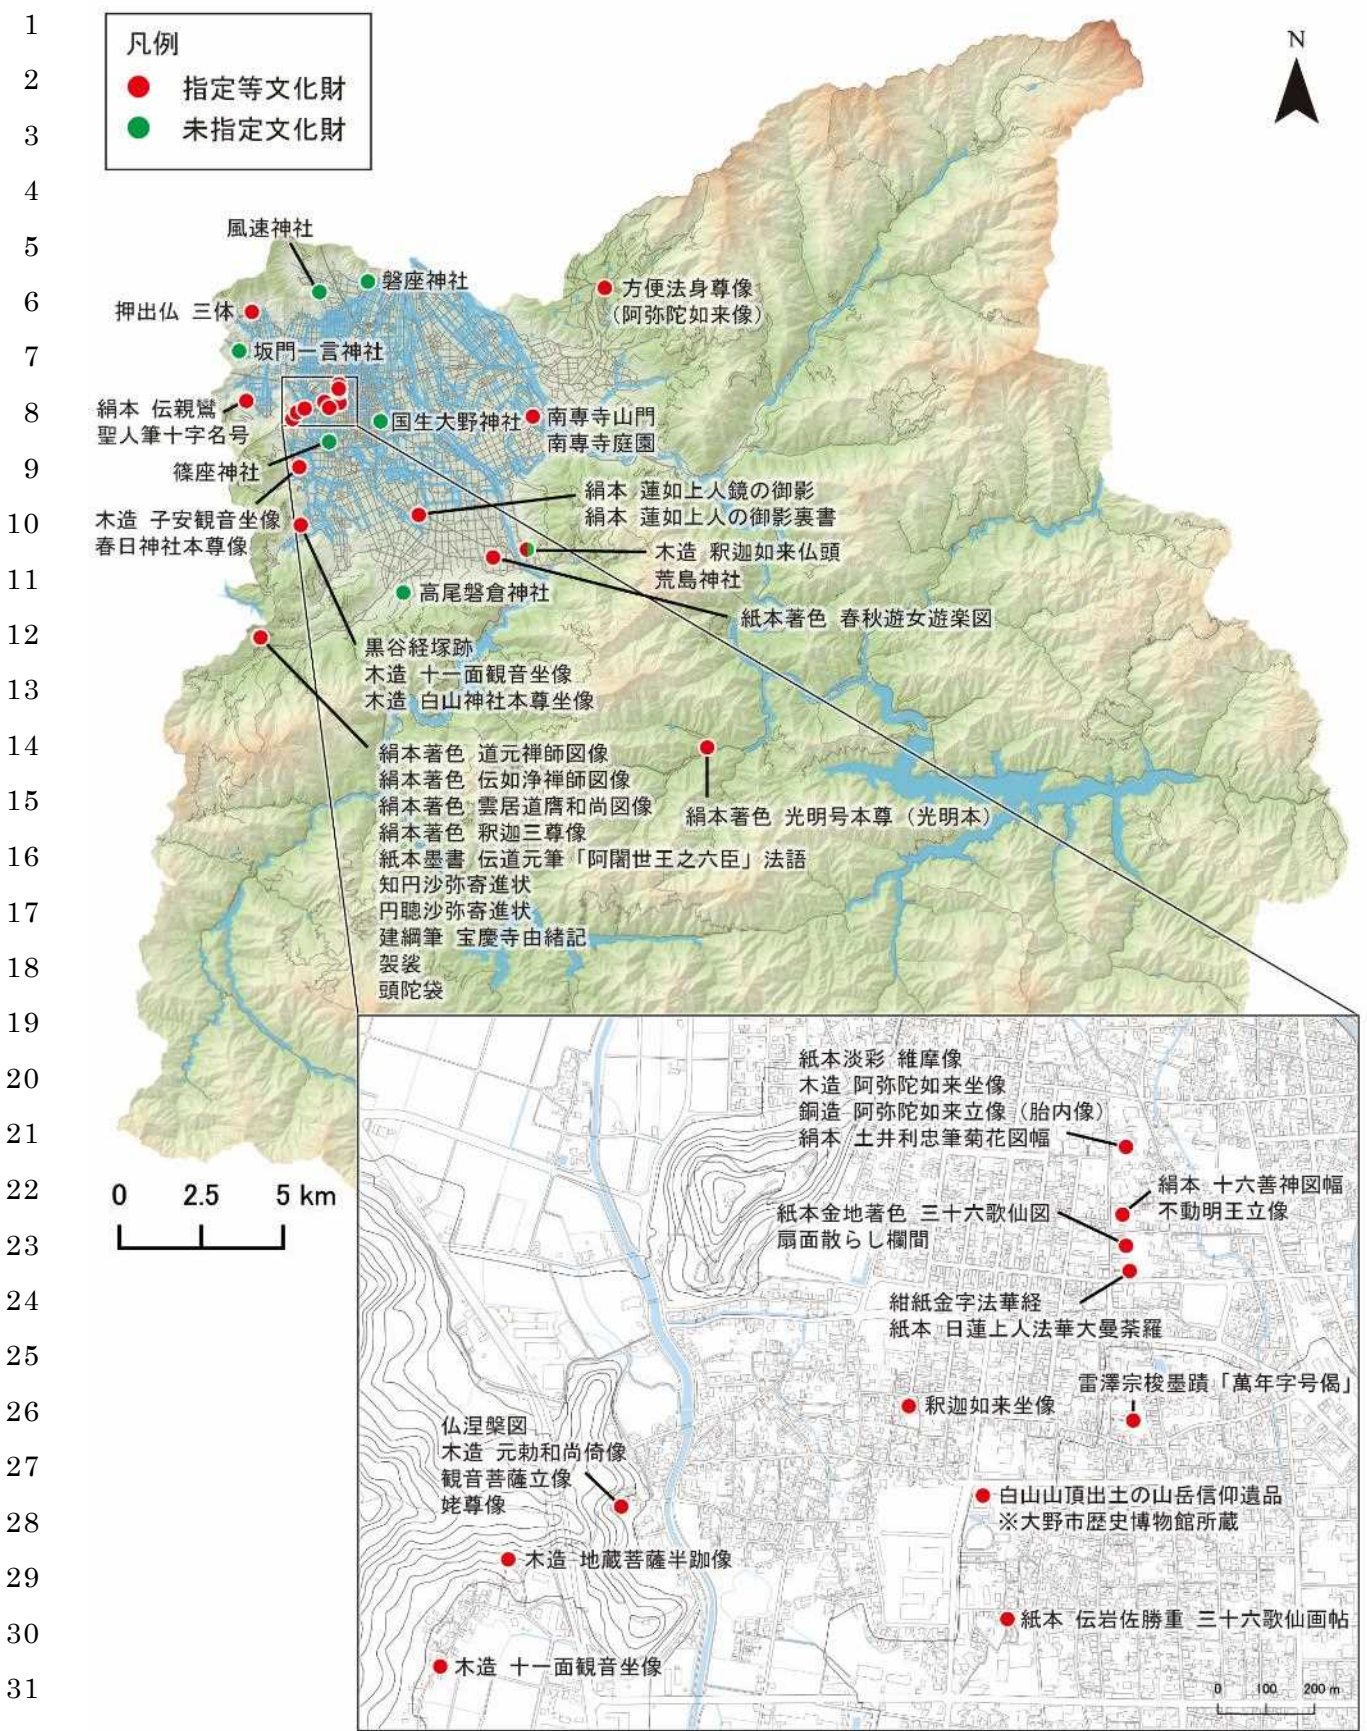 1
2
3
4
5
6
7
8
9
10
11
12
13
14
15
16
17
18
19
20
21
22
23
24
25
26
27
28
29
30
31
凡例
指定等文化財
未指定文化財
N
風速神社
磐座神社
押出仏 三体
方便法身尊像
(阿弥陀如来像)
坂門一言神社
絹本 伝親鸞
聖人筆十字名号
国生大野神社
南専寺山門
南専寺庭園
篠座神社
絹本 蓮如上人鏡の御影
絹本 蓮如上人の御影裏書
木造 子安観音坐像
春日神社本尊像
木造 釈迦如来仏頭
荒島神社
高尾磐倉神社
紙本著色 春秋遊女遊楽図
黒谷経塚跡
木造 十一面観音坐像
木造 白山神社本尊坐像
絹本著色 道元禅師図像
絹本著色 伝如浄禅師図像
絹本著色 雲居道膺和尚図像
絹本著色 釈迦三尊像
紙本墨書 伝道元筆「阿闍世王之六臣」法語
知円沙弥寄進状
円聰沙弥寄進状
建綱筆 宝慶寺由緒記
袈裟
頭陀袋
絹本著色 光明号本尊(光明本)
0 2.5 5 km
紙本淡彩 維摩像
木造 阿弥陀如来坐像
銅造 阿弥陀如来立像(胎内像)
絹本 土井利忠筆菊花図幅
絹本 十六善神図幅
不動明王立像
紙本金地著色 三十六歌仙図
扇面散らし欄間
紺紙金字法華経
紙本 日蓮上人法華大曼荼羅
雷澤宗梭墨蹟「萬年字号偈」
釈迦如来坐像
仏涅槃図
木造 元勅和尚倚像
観音菩薩立像
姥尊像
白山山頂出土の山岳信仰遺品
※大野市歴史博物館所蔵
木造 地蔵菩薩半跏像
紙本 伝岩佐勝重 三十六歌仙画帖
木造 十一面観音坐像
0 100 200 m